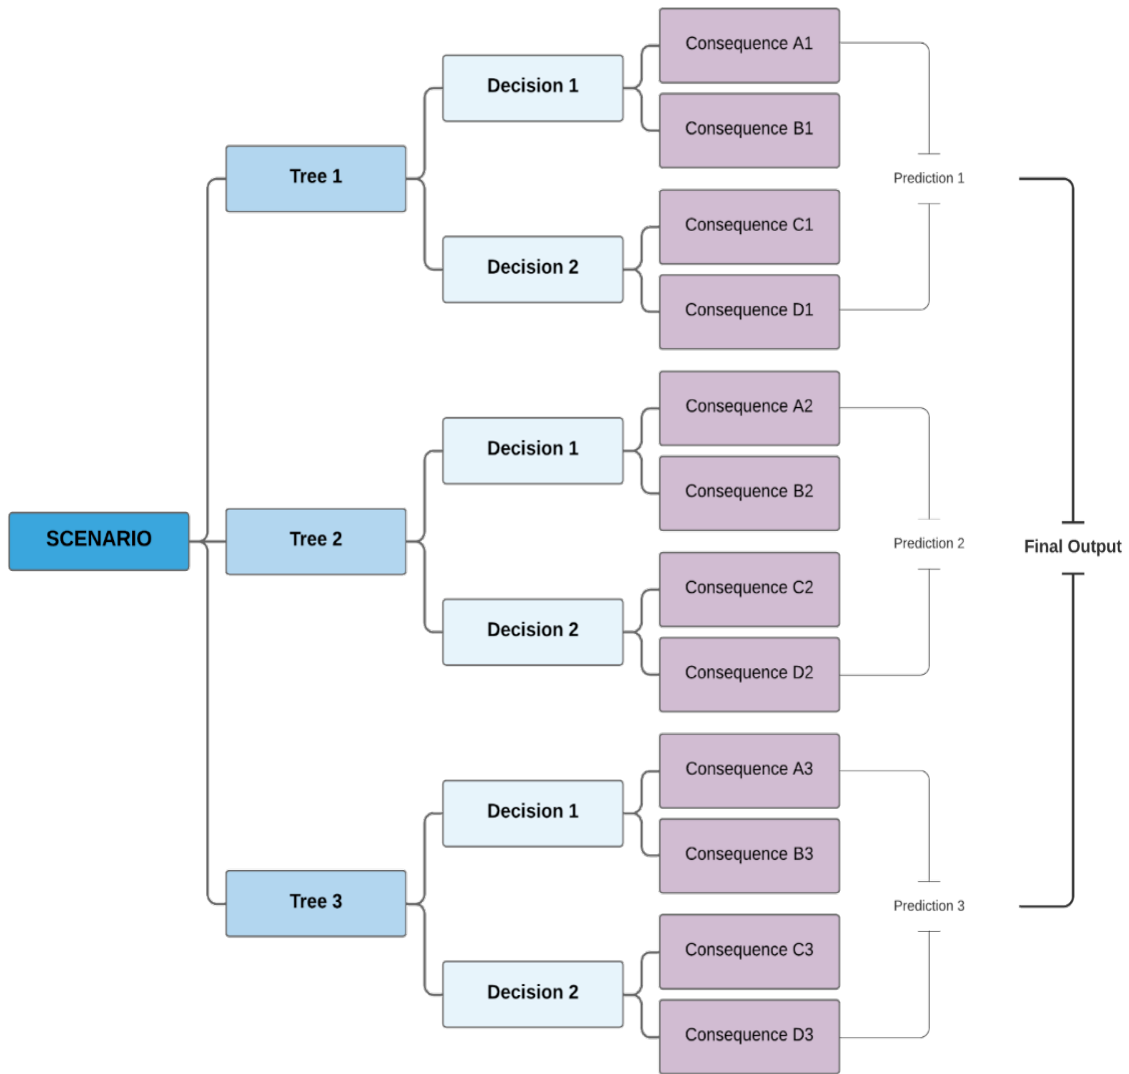 SCENARIO
Tree 1
Decision 1
Consequence A1
Consequence B1
Decision 2
Consequence C1
Consequence D1
Prediction 1
Tree 2
Decision 1
Consequence A2
Consequence B2
Decision 2
Consequence C2
Consequence D2
Prediction 2
Tree 3
Decision 1
Consequence A3
Consequence B3
Decision 2
Consequence C3
Consequence D3
Prediction 3
Final Output